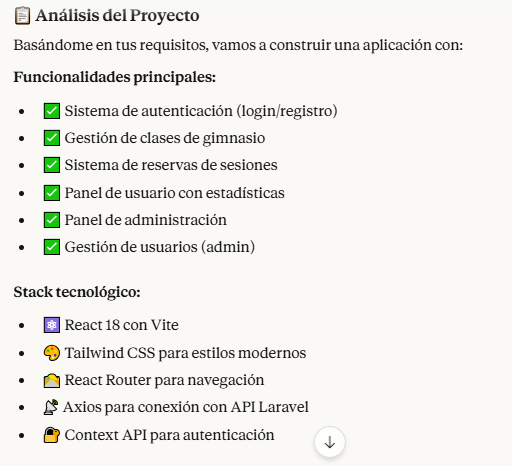 📋 Análisis del Proyecto
Basándome en tus requisitos, vamos a construir una aplicación con:
Funcionalidades principales:
• ✅ Sistema de autenticación (login/registro)
• ✅ Gestión de clases de gimnasio
• ✅ Sistema de reservas de sesiones
• ✅ Panel de usuario con estadísticas
• ✅ Panel de administración
• ✅ Gestión de usuarios (admin)
Stack tecnológico:
• ⚛️ React 18 con Vite
• 🎨 Tailwind CSS para estilos modernos
• 🛣️ React Router para navegación
• 📡 Axios para conexión con API Laravel
• 🔐 Context API para autenticación